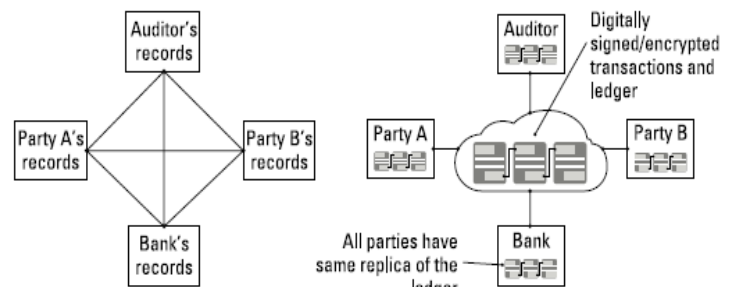 Auditor's
records
Party A's
records
Party B's
records
Bank's
records
Auditor
Digitally
signed/encrypted
transactions and
ledger
Party A
Party B
Bank
All parties have
same replica of the
ledger